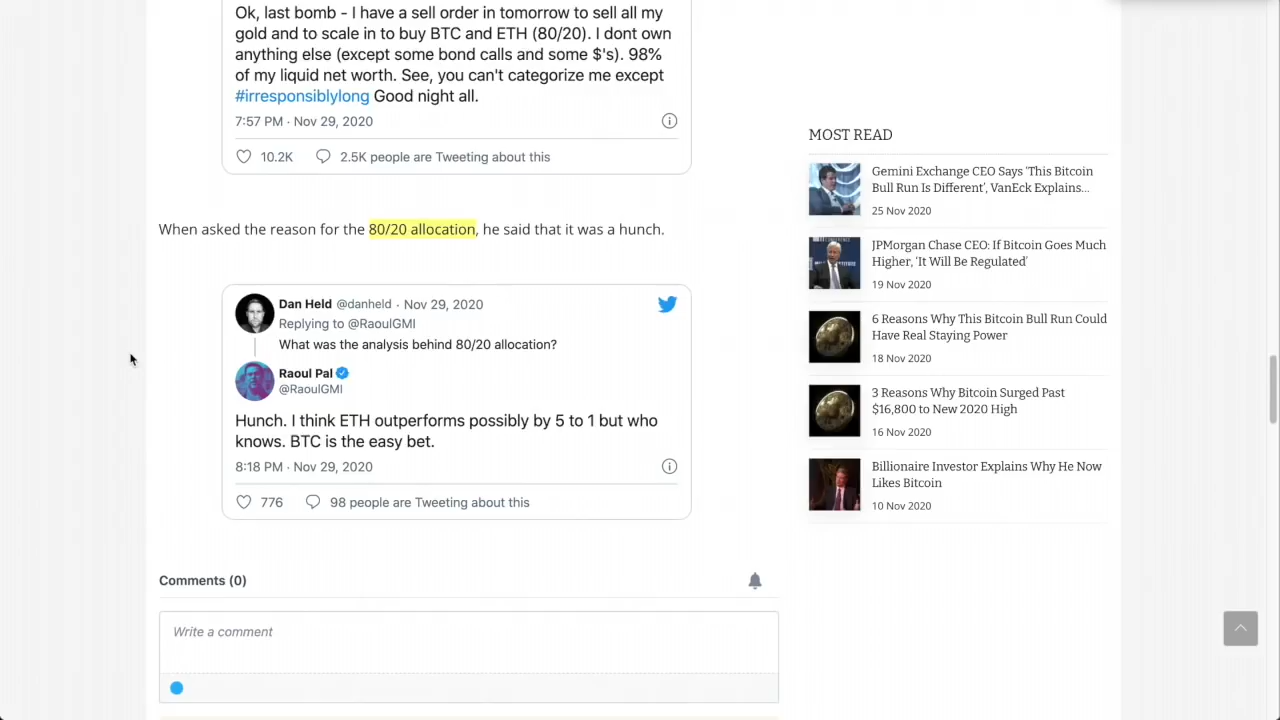 Ok, last bomb - I have a sell order in tomorrow to sell all my
gold and to scale in to buy BTC and ETH (80/20). I dont own
anything else (except some bond calls and some $'s). 98%
of my liquid net worth. See, you can't categorize me except
#irresponsiblylong Good night all.
7:57 PM · Nov 29, 2020
10.2K 2.5K people are Tweeting about this
When asked the reason for the 80/20 allocation, he said that it was a hunch.
Dan Held @danheld · Nov 29, 2020
Replying to @RaoulGMI
What was the analysis behind 80/20 allocation?
Raoul Pal
@RaoulGMI
Hunch. I think ETH outperforms possibly by 5 to 1 but who
knows. BTC is the easy bet.
8:18 PM · Nov 29, 2020
776 98 people are Tweeting about this
Comments (0)
Write a comment
MOST READ
Gemini Exchange CEO Says ‘This Bitcoin
Bull Run Is Different’, VanEck Explains...
25 Nov 2020
JPMorgan Chase CEO: If Bitcoin Goes Much
Higher, ‘It Will Be Regulated’
19 Nov 2020
6 Reasons Why This Bitcoin Bull Run Could
Have Real Staying Power
18 Nov 2020
3 Reasons Why Bitcoin Surged Past
$16,800 to New 2020 High
16 Nov 2020
Billionaire Investor Explains Why He Now
Likes Bitcoin
10 Nov 2020